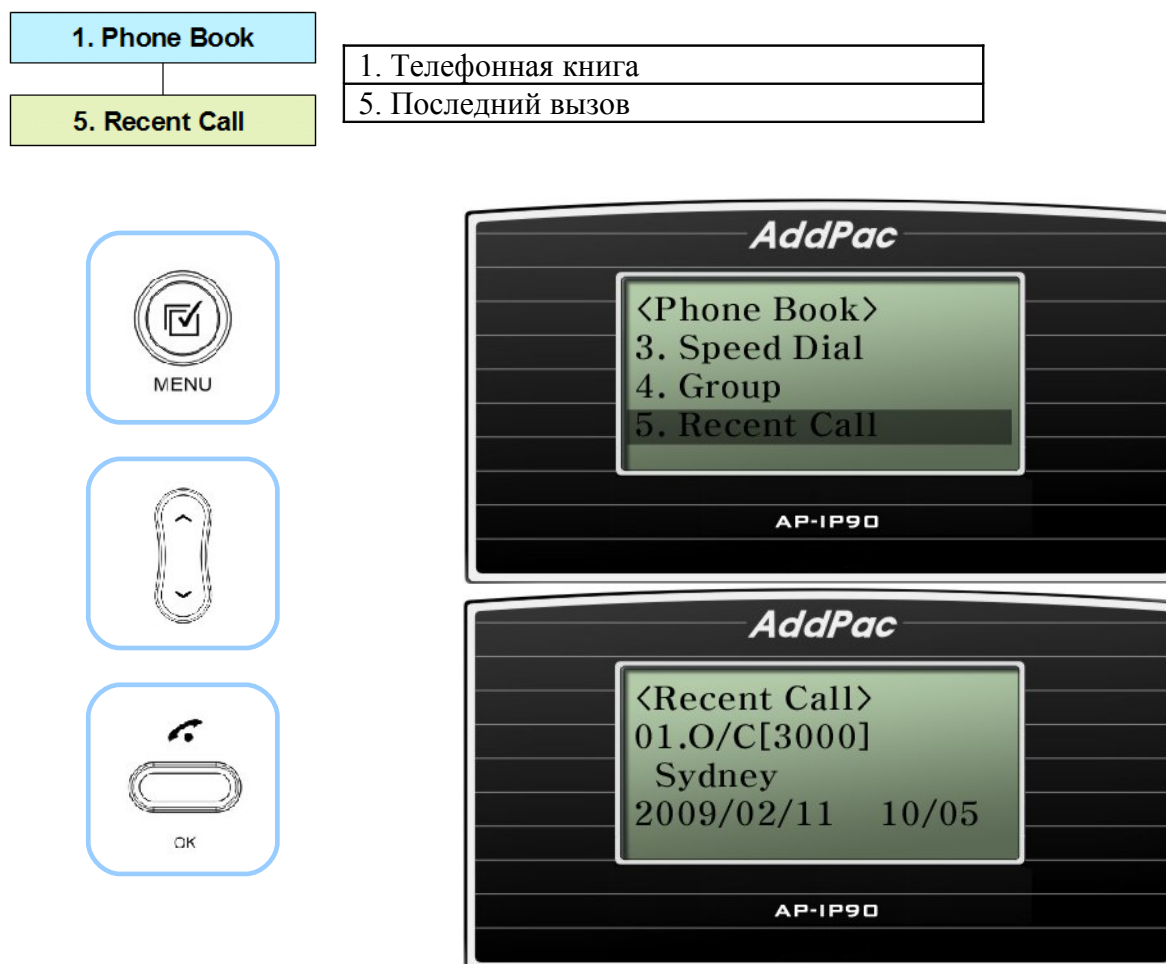 1. Phone Book
5. Recent Call
1. Телефонная книга
5. Последний вызов
MENU
OK
AddPac
<Phone Book>
3. Speed Dial
4. Group
5. Recent Call
AP-IP90
AddPac
<Recent Call>
01.O/C[3000]
Sydney
2009/02/11 10/05
AP-IP90